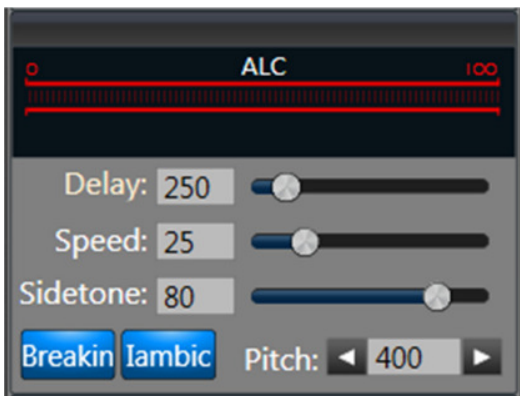 0 ALC 100
Delay: 250
Speed: 25
Sidetone: 80
Breakin Iambic Pitch: 400